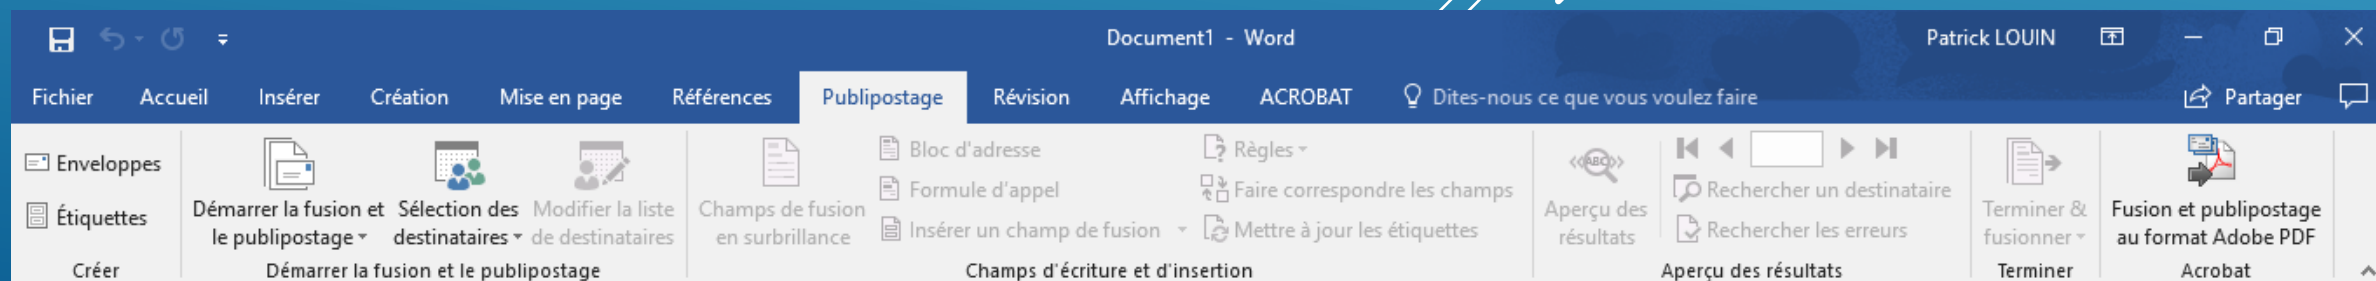 Document1 - Word
Patrick LOUIN
Fichier Accueil Insérer Création Mise en page Références Publipostage Révision Affichage ACROBAT Dites-nous ce que vous voulez faire Partager
Enveloppes
Étiquettes
Créer
Démarrer la fusion et
le publipostage
Sélection des
destinataires
Modifier la liste
de destinataires
Démarrer la fusion et le publipostage
Champs de fusion
en surbrillance
Bloc d'adresse
Formule d'appel
Insérer un champ de fusion
Règles
Faire correspondre les champs
Mettre à jour les étiquettes
Champs d'écriture et d'insertion
ABC
Aperçu des
résultats
Rechercher un destinataire
Rechercher les erreurs
Aperçu des résultats
Terminer &
fusionner
Terminer
Fusion et publipostage
au format Adobe PDF
Acrobat